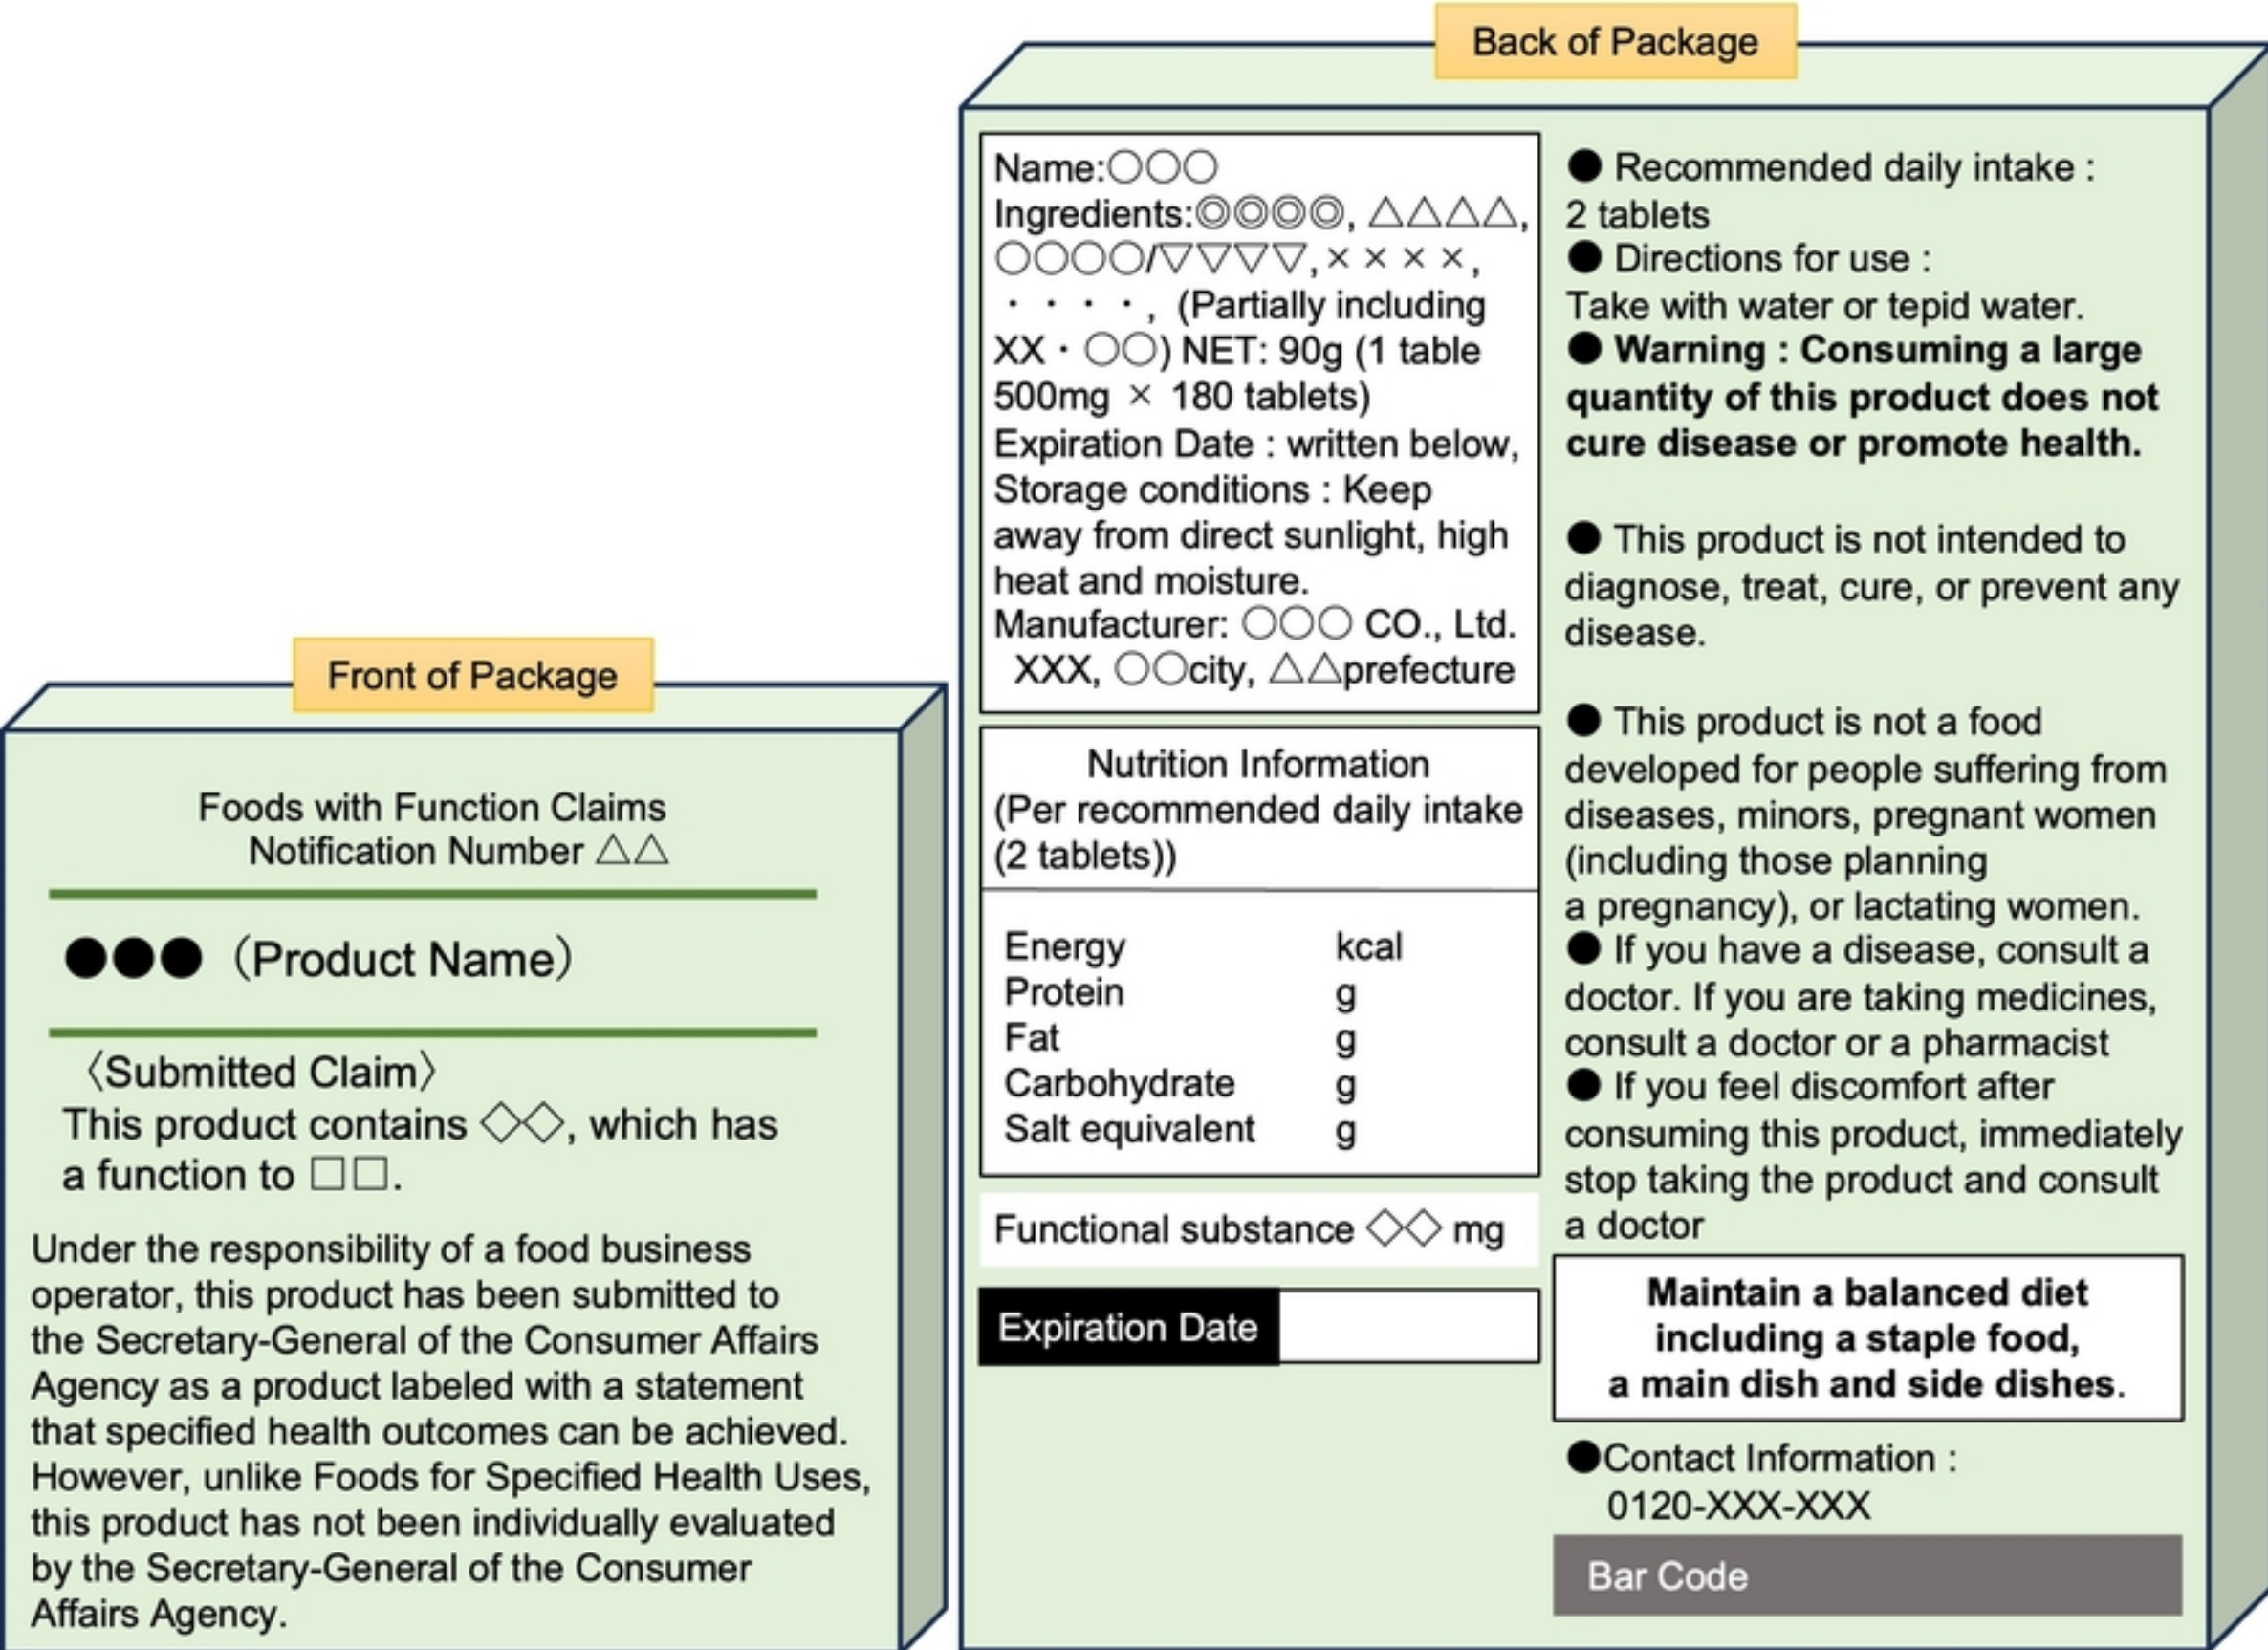 Front of Package
Foods with Function Claims
Notification Number △△
●●●（Product Name）
〈Submitted Claim〉
This product contains ◇◇, which has
a function to □□.
Under the responsibility of a food business
operator, this product has been submitted to
the Secretary-General of the Consumer Affairs
Agency as a product labeled with a statement
that specified health outcomes can be achieved.
However, unlike Foods for Specified Health Uses,
this product has not been individually evaluated
by the Secretary-General of the Consumer
Affairs Agency.
Back of Package
Name:○○○
Ingredients:◎◎◎◎, △△△△,
○○○○/▽▽▽▽,××××,
・・・・, (Partially including
XX・○○) NET: 90g (1 table
500mg × 180 tablets)
Expiration Date : written below,
Storage conditions : Keep
away from direct sunlight, high
heat and moisture.
Manufacturer: ○○○ CO., Ltd.
XXX, ○○city, △△prefecture
Nutrition Information
(Per recommended daily intake
(2 tablets))
Energy kcal
Protein g
Fat g
Carbohydrate g
Salt equivalent g
Functional substance ◇◇ mg
Expiration Date
● Recommended daily intake :
2 tablets
● Directions for use :
Take with water or tepid water.
● Warning : Consuming a large
quantity of this product does not
cure disease or promote health.
● This product is not intended to
diagnose, treat, cure, or prevent any
disease.
● This product is not a food
developed for people suffering from
diseases, minors, pregnant women
(including those planning
a pregnancy), or lactating women.
● If you have a disease, consult a
doctor. If you are taking medicines,
consult a doctor or a pharmacist
● If you feel discomfort after
consuming this product, immediately
stop taking the product and consult
a doctor
Maintain a balanced diet
including a staple food,
a main dish and side dishes.
●Contact Information :
0120-XXX-XXX
Bar Code